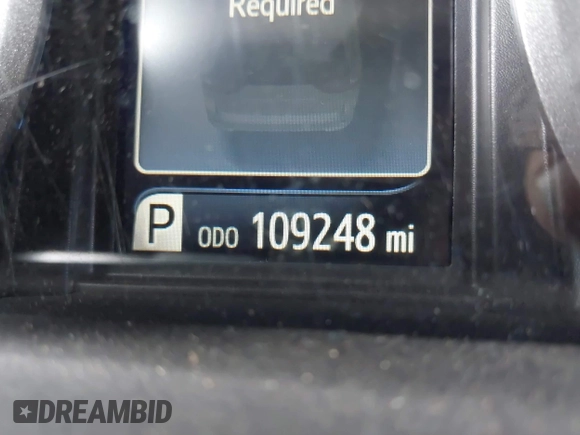 Required
P ODO 109248 mi
DREAMBID